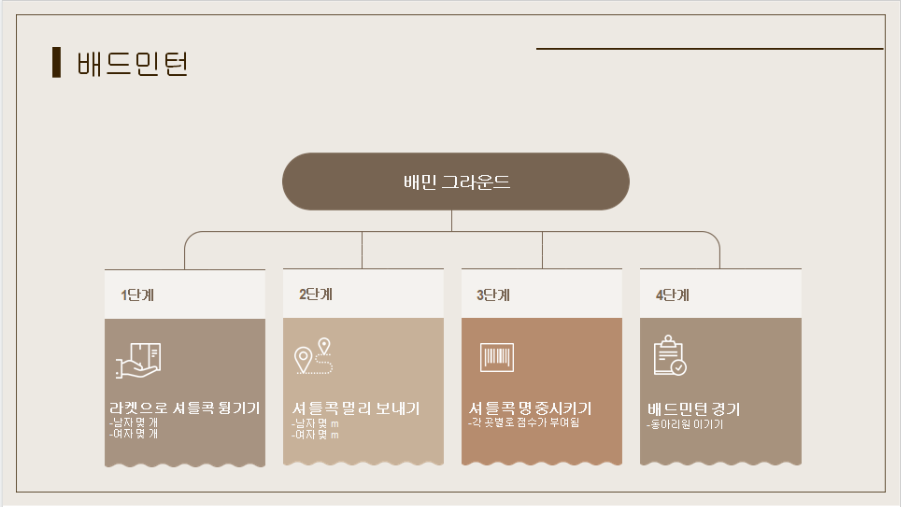 배드민턴
배민 그라운드
1단계
라켓으로 셔틀콕 튕기기
-남자 몇 개
-여자 몇 개
2단계
셔틀콕 멀리 보내기
-남자 몇 m
-여자 몇 m
3단계
셔틀콕 명중시키기
-각 곳별로 점수가 부여됨
4단계
배드민턴 경기
-동아리원 이기기